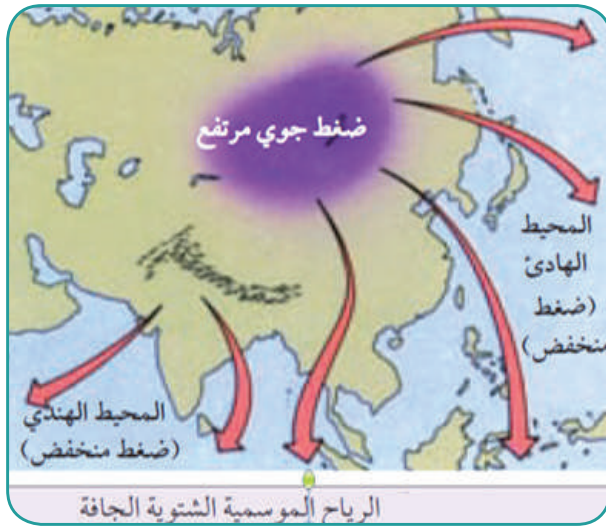 ضغط جوي مرتفع
المحيط
الهادئ
(ضغط
منخفض)
المحيط الهندي
(ضغط منخفض)
الرياح الموسمية الشتوية الجافة